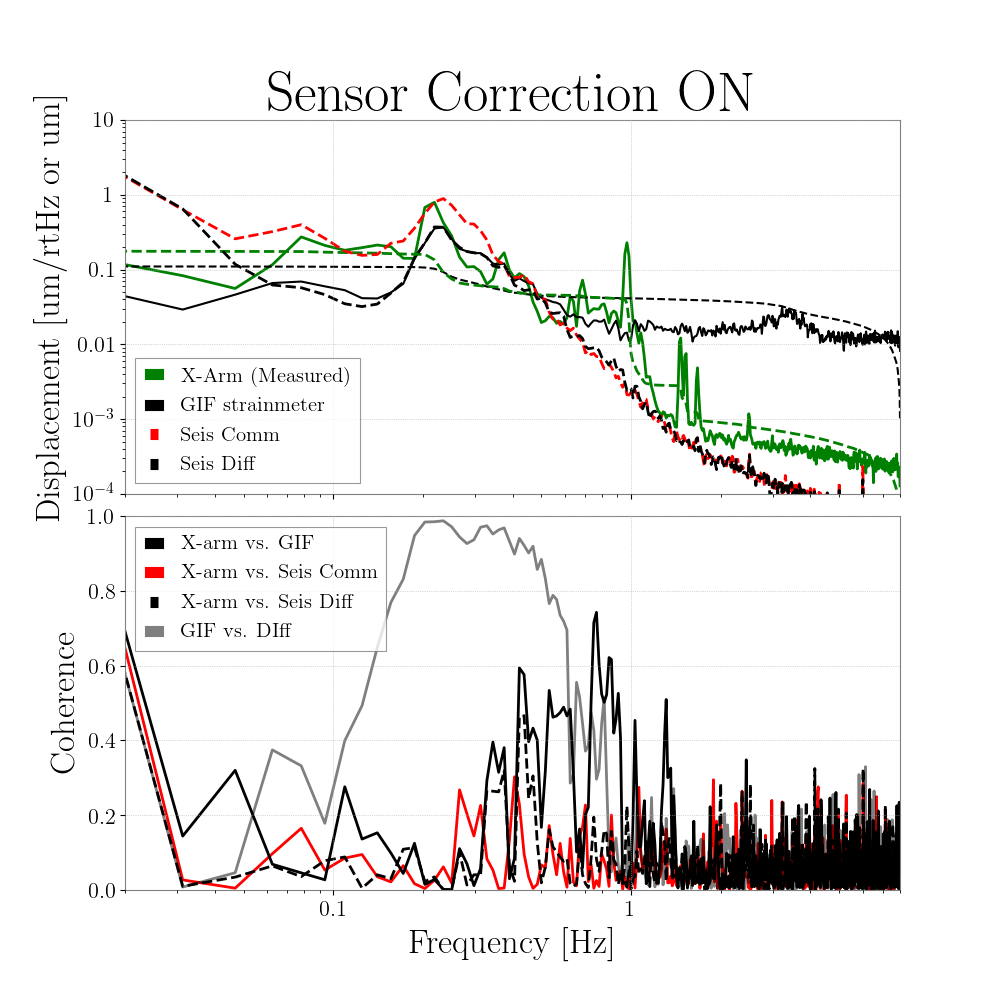 Sensor Correction ON
Displacement [um/rtHz or um]
10
1
0.1
0.01
10⁻³
10⁻⁴
X-Arm (Measured)
GIF strainmeter
Seis Comm
Seis Diff
Coherence
1.0
0.8
0.6
0.4
0.2
0.0
X-arm vs. GIF
X-arm vs. Seis Comm
X-arm vs. Seis Diff
GIF vs. DIff
0.1
1
Frequency [Hz]